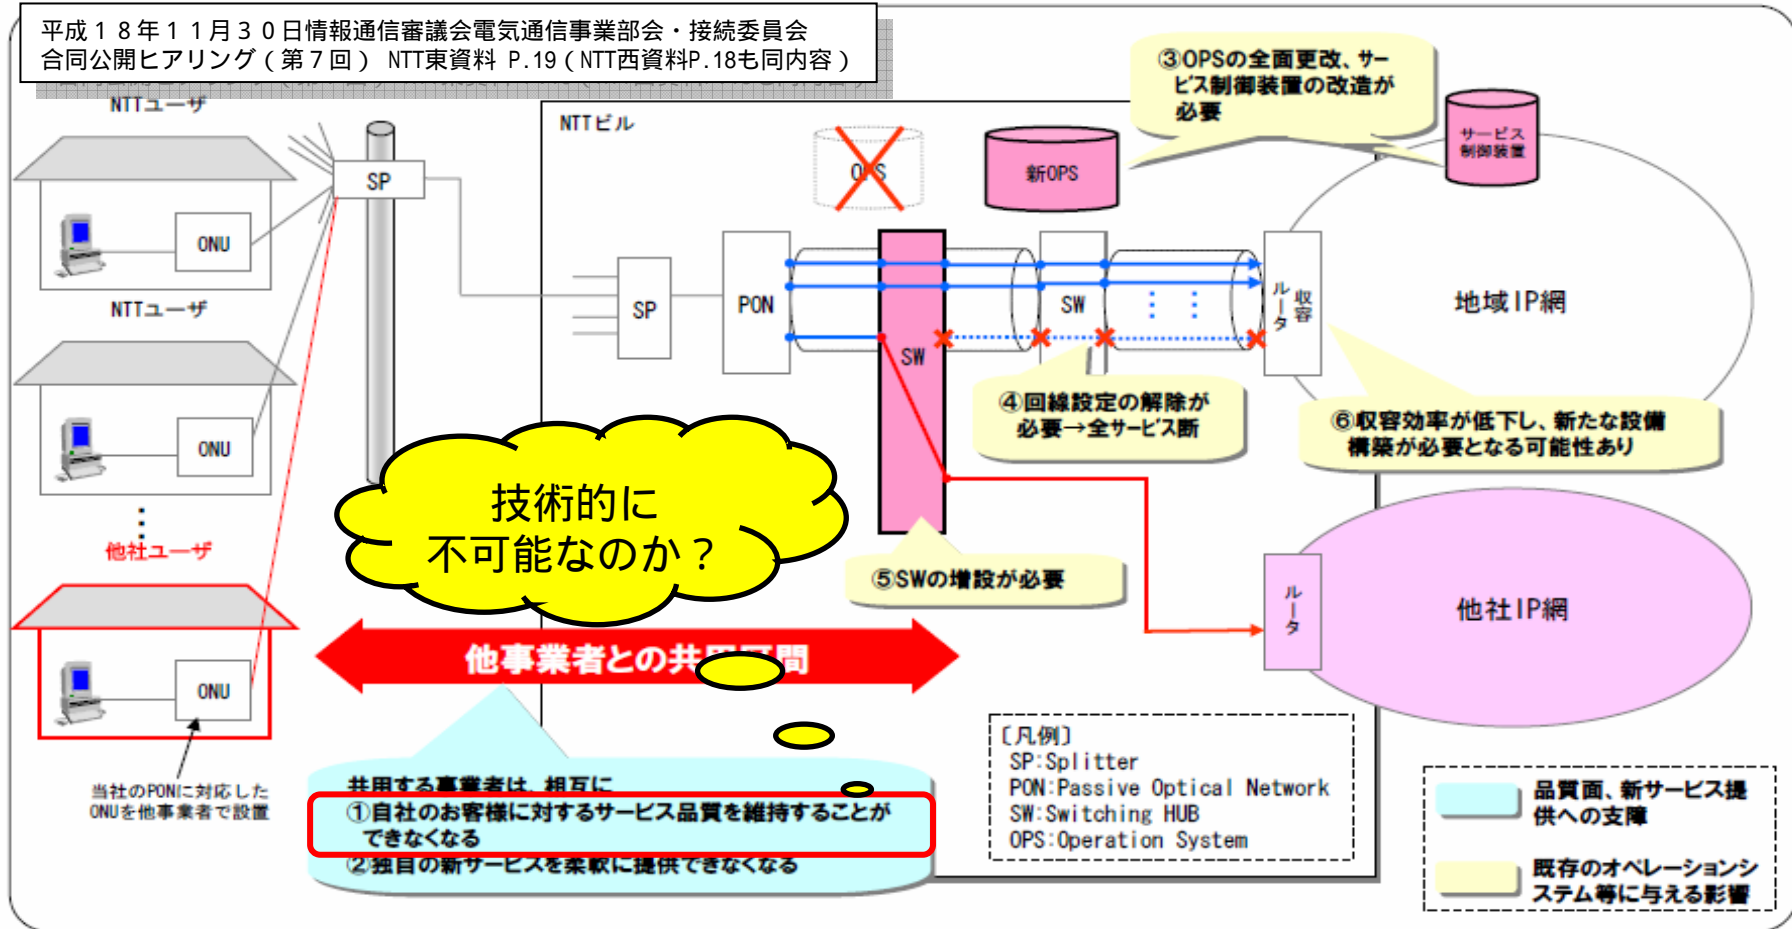 平成１８年１１月３０日情報通信審議会電気通信事業部会・接続委員会
合同公開ヒアリング（第７回） NTT東資料 P.19（NTT西資料P.18も同内容）
NTTユーザ
ONU
NTTユーザ
ONU
他社ユーザ
ONU
当社のPONに対応した
ONUを他事業者で設置
SP
NTTビル
SP
PON
OPS
新OPS
SW
SW
③OPSの全面更改、サー
ビス制御装置の改造が
必要
サービス
制御装置
収容
ルータ
地域IP網
④回線設定の解除が
必要→全サービス断
⑥収容効率が低下し、新たな設備
構築が必要となる可能性あり
技術的に
不可能なのか？
⑤SWの増設が必要
ルータ
他社IP網
他事業者との共用区間
共用する事業者は、相互に
①自社のお客様に対するサービス品質を維持することが
できなくなる
②独自の新サービスを柔軟に提供できなくなる
〔凡例〕
SP:Splitter
PON:Passive Optical Network
SW:Switching HUB
OPS:Operation System
品質面、新サービス提
供への支障
既存のオペレーションシ
ステム等に与える影響